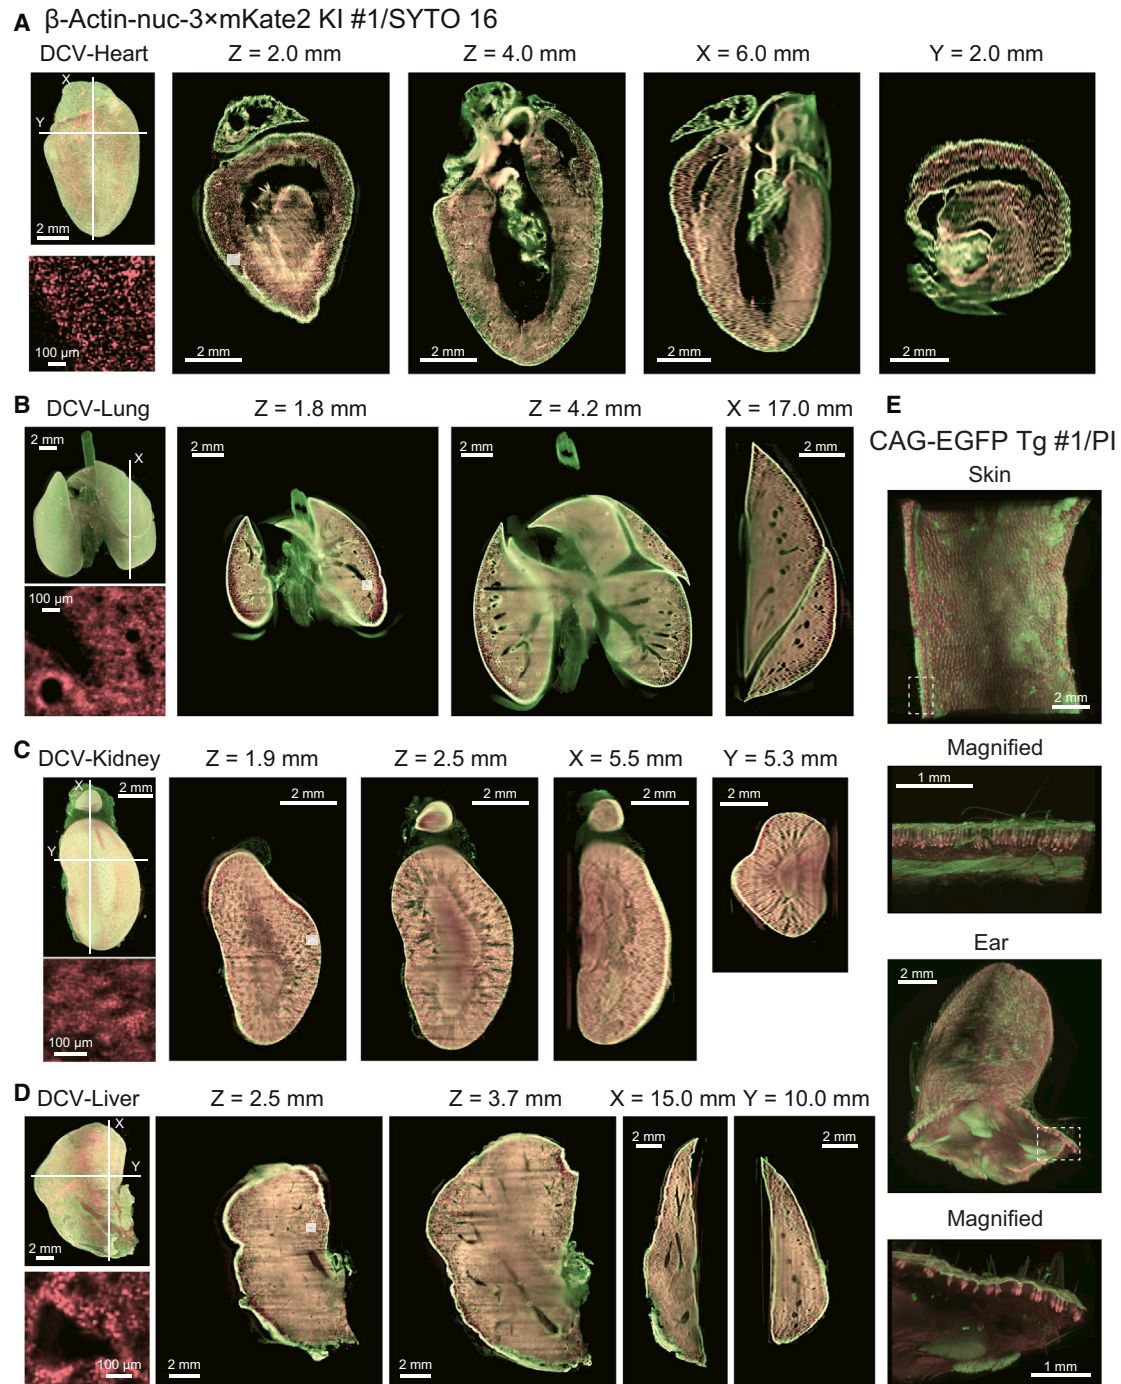 A β-Actin-nuc-3×mKate2 KI #1/SYTO 16
DCV-Heart
Z = 2.0 mm
Z = 4.0 mm
X = 6.0 mm
Y = 2.0 mm
X
Y
2 mm
100 µm
2 mm
2 mm
2 mm
2 mm
B DCV-Lung
Z = 1.8 mm
Z = 4.2 mm
X = 17.0 mm
2 mm
X
100 µm
2 mm
2 mm
2 mm
C DCV-Kidney
Z = 1.9 mm
Z = 2.5 mm
X = 5.5 mm
Y = 5.3 mm
X
2 mm
Y
100 µm
2 mm
2 mm
2 mm
2 mm
D DCV-Liver
Z = 2.5 mm
Z = 3.7 mm
X = 15.0 mm
Y = 10.0 mm
X
Y
2 mm
100 µm
2 mm
2 mm
2 mm
2 mm
E
CAG-EGFP Tg #1/PI
Skin
2 mm
Magnified
1 mm
Ear
2 mm
Magnified
1 mm